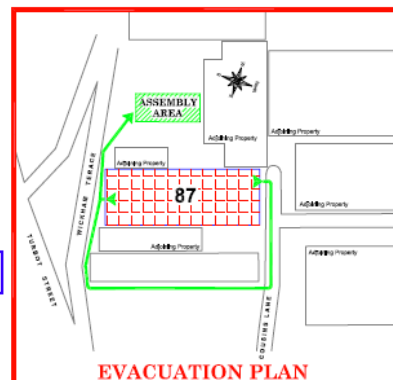 ASSEMBLY
AREA
Adjoining Property
Adjoining Property
Adjoining Property
87
Adjoining Property
Adjoining Property
Adjoining Property
WICKHAM TERRACE
TURBOT STREET
COUSINS LANE
EVACUATION PLAN